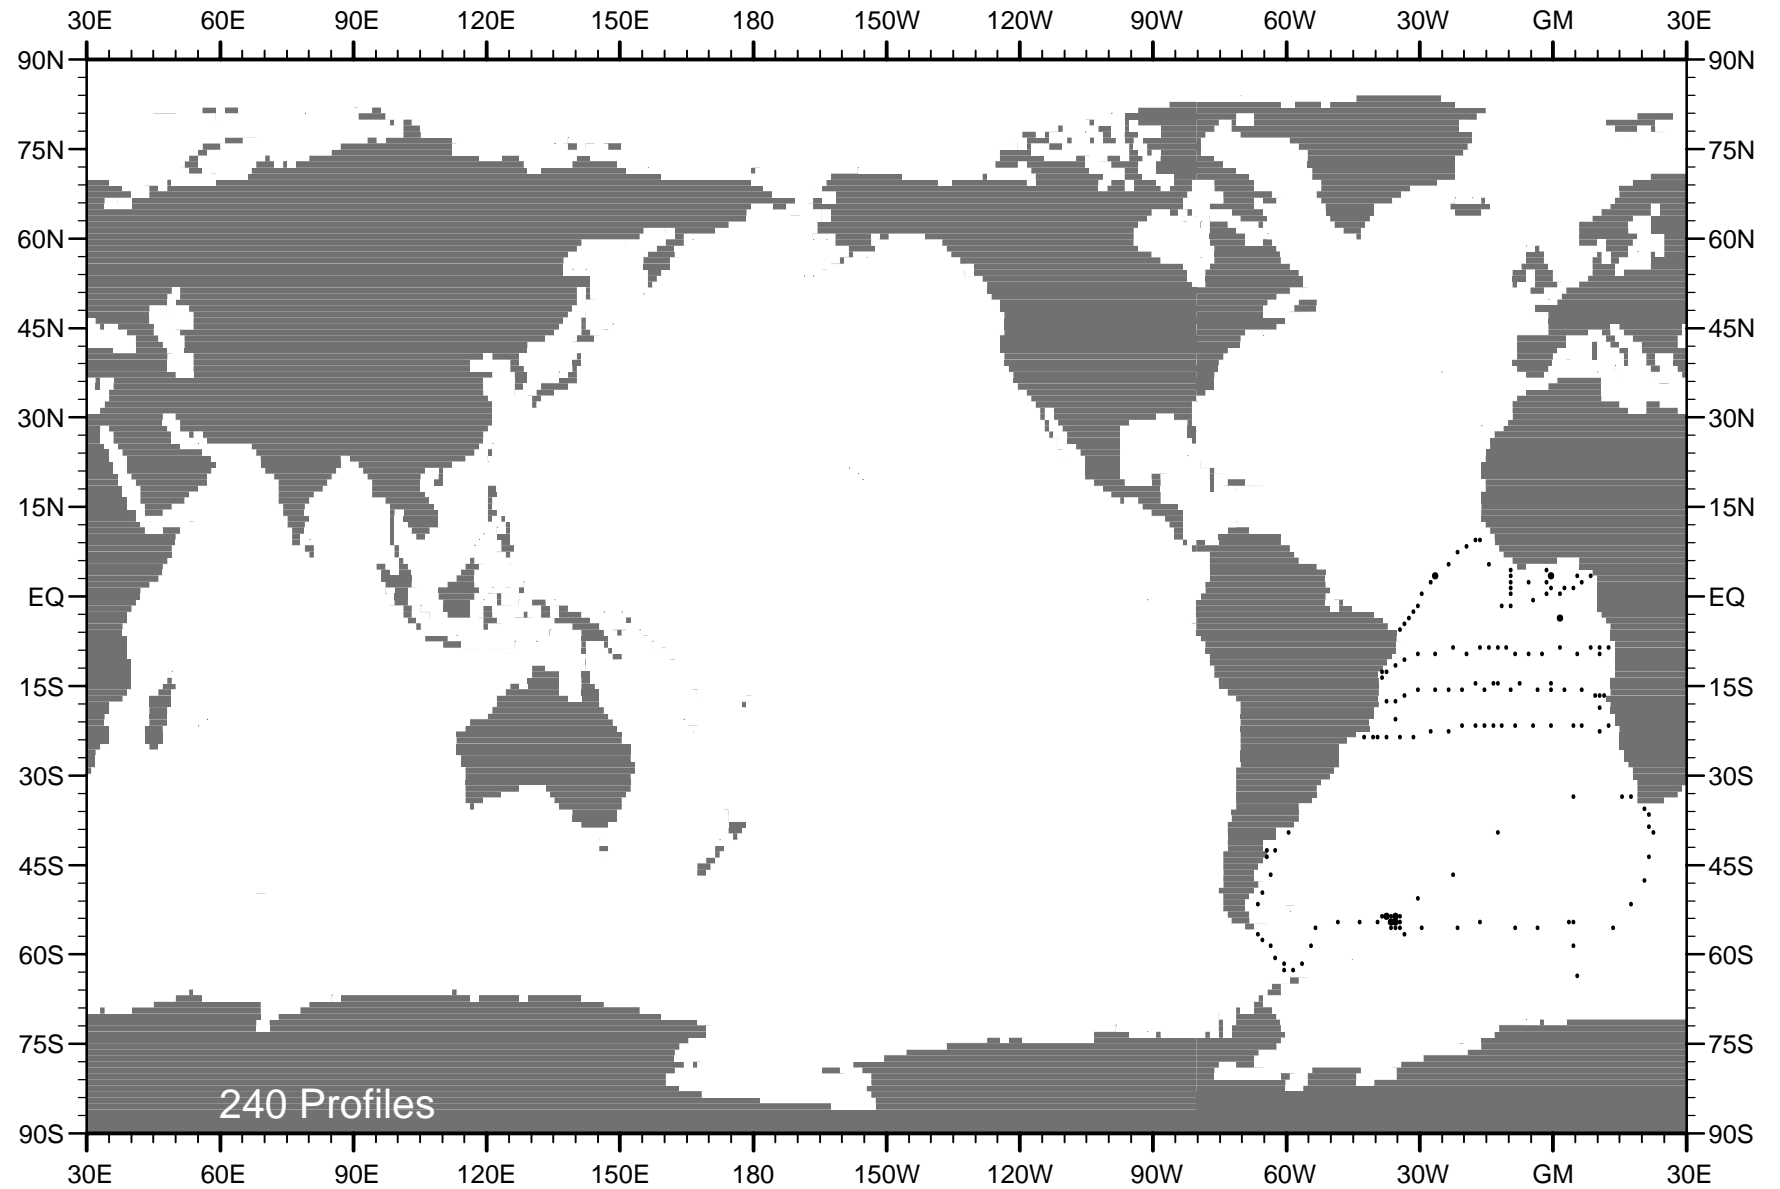 30E 60E 90E 120E 150E 180 150W 120W 90W 60W 30W GM 30E
90N 90N
75N 75N
60N 60N
45N 45N
30N 30N
15N 15N
EQ EQ
15S 15S
30S 30S
45S 45S
60S 60S
75S 75S
240 Profiles
90S 90S
30E 60E 90E 120E 150E 180 150W 120W 90W 60W 30W GM 30E